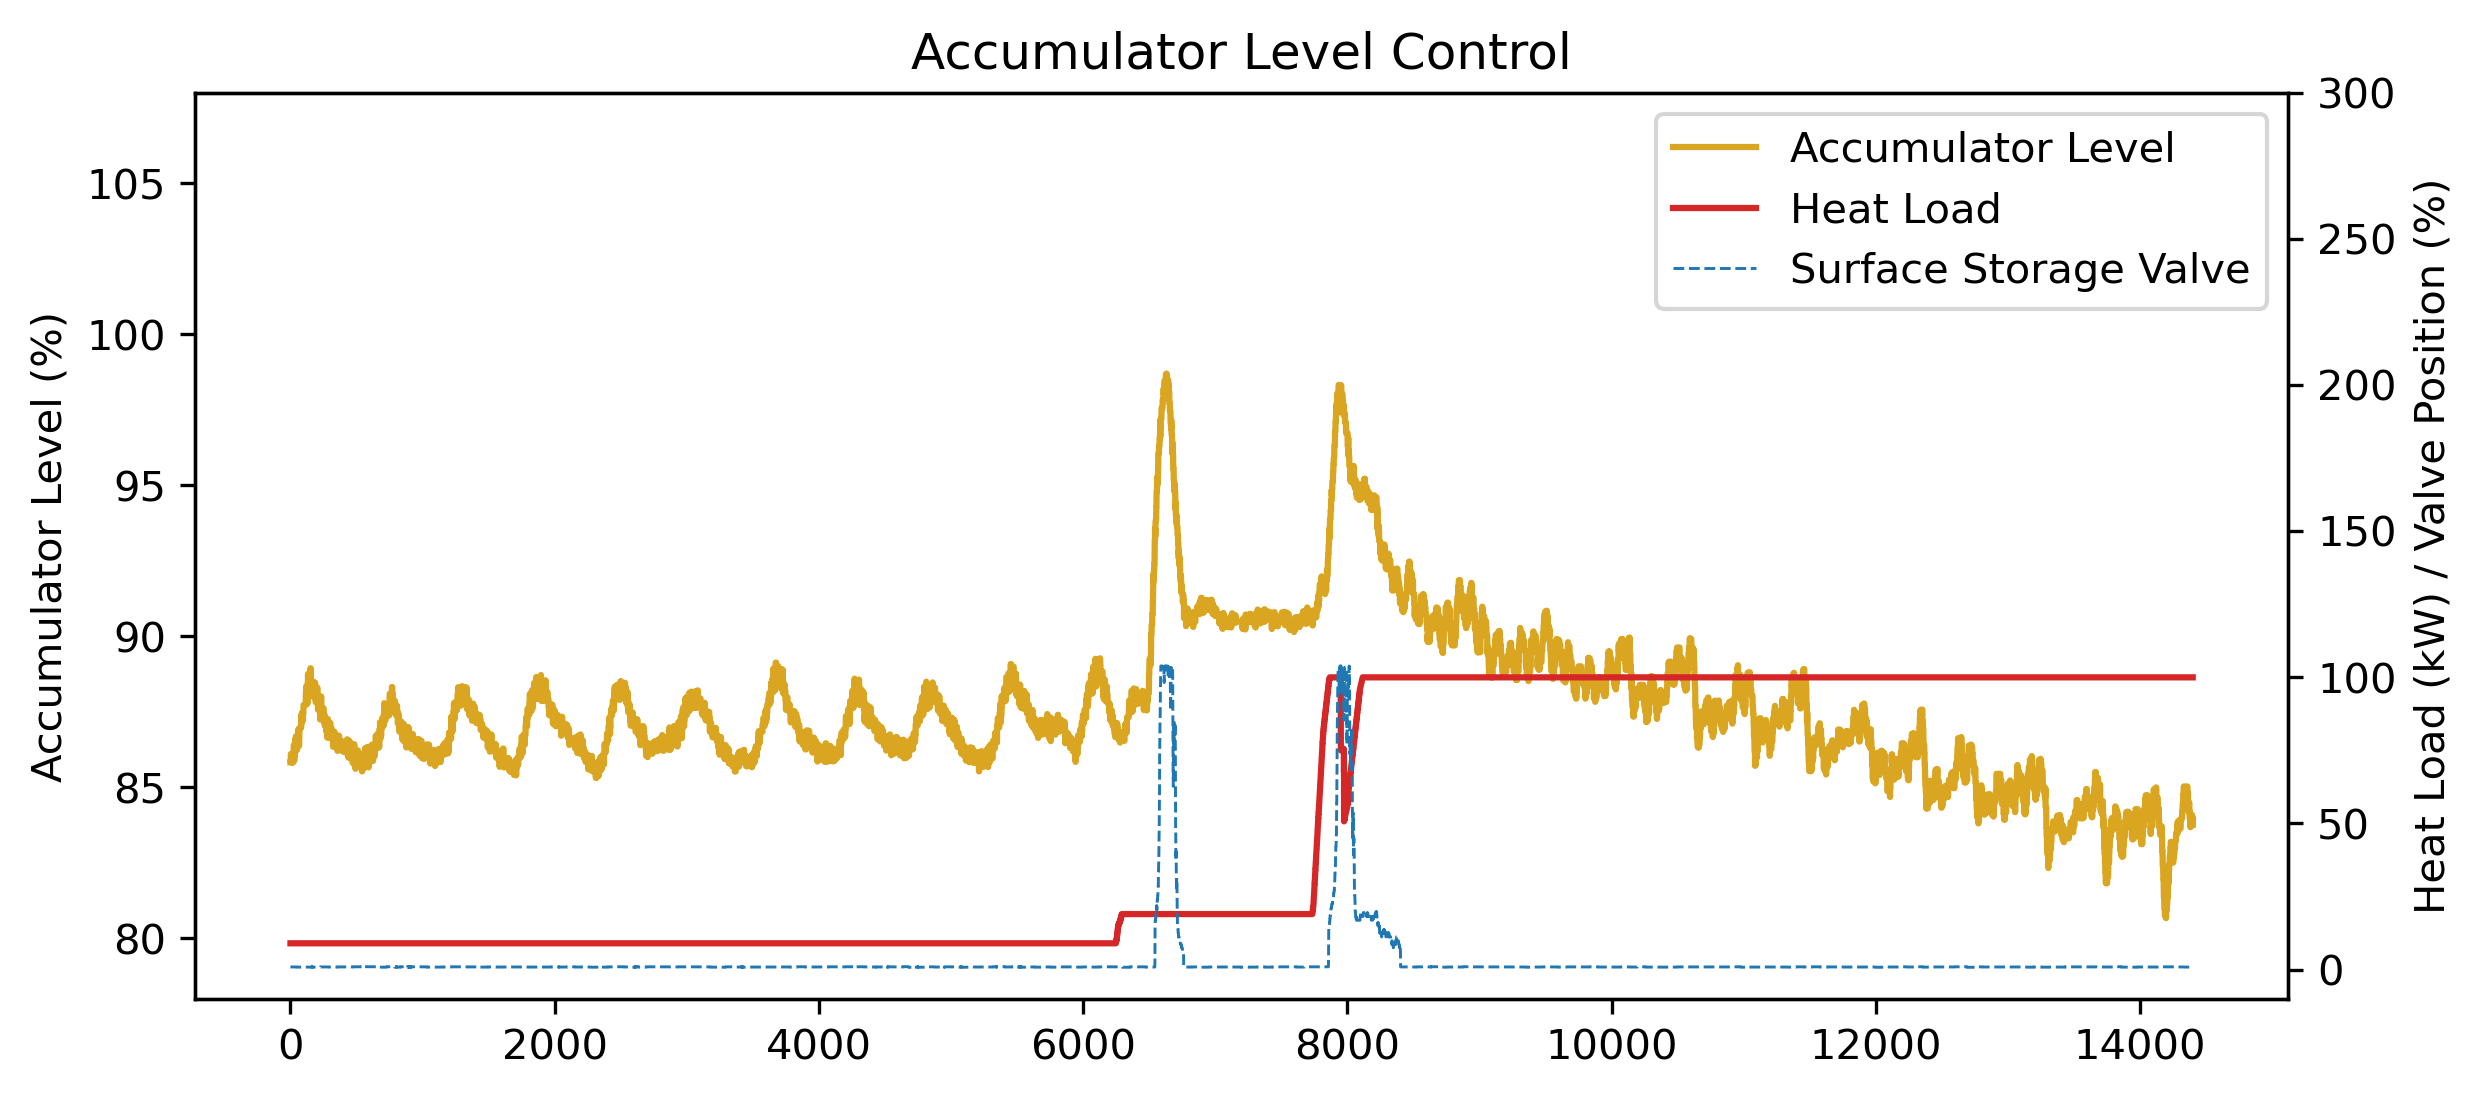 Accumulator Level Control
Accumulator Level (%)
105
100
95
90
85
80
300
250
200
150
100
50
0
Heat Load (kW) / Valve Position (%)
Accumulator Level
Heat Load
Surface Storage Valve
0 2000 4000 6000 8000 10000 12000 14000